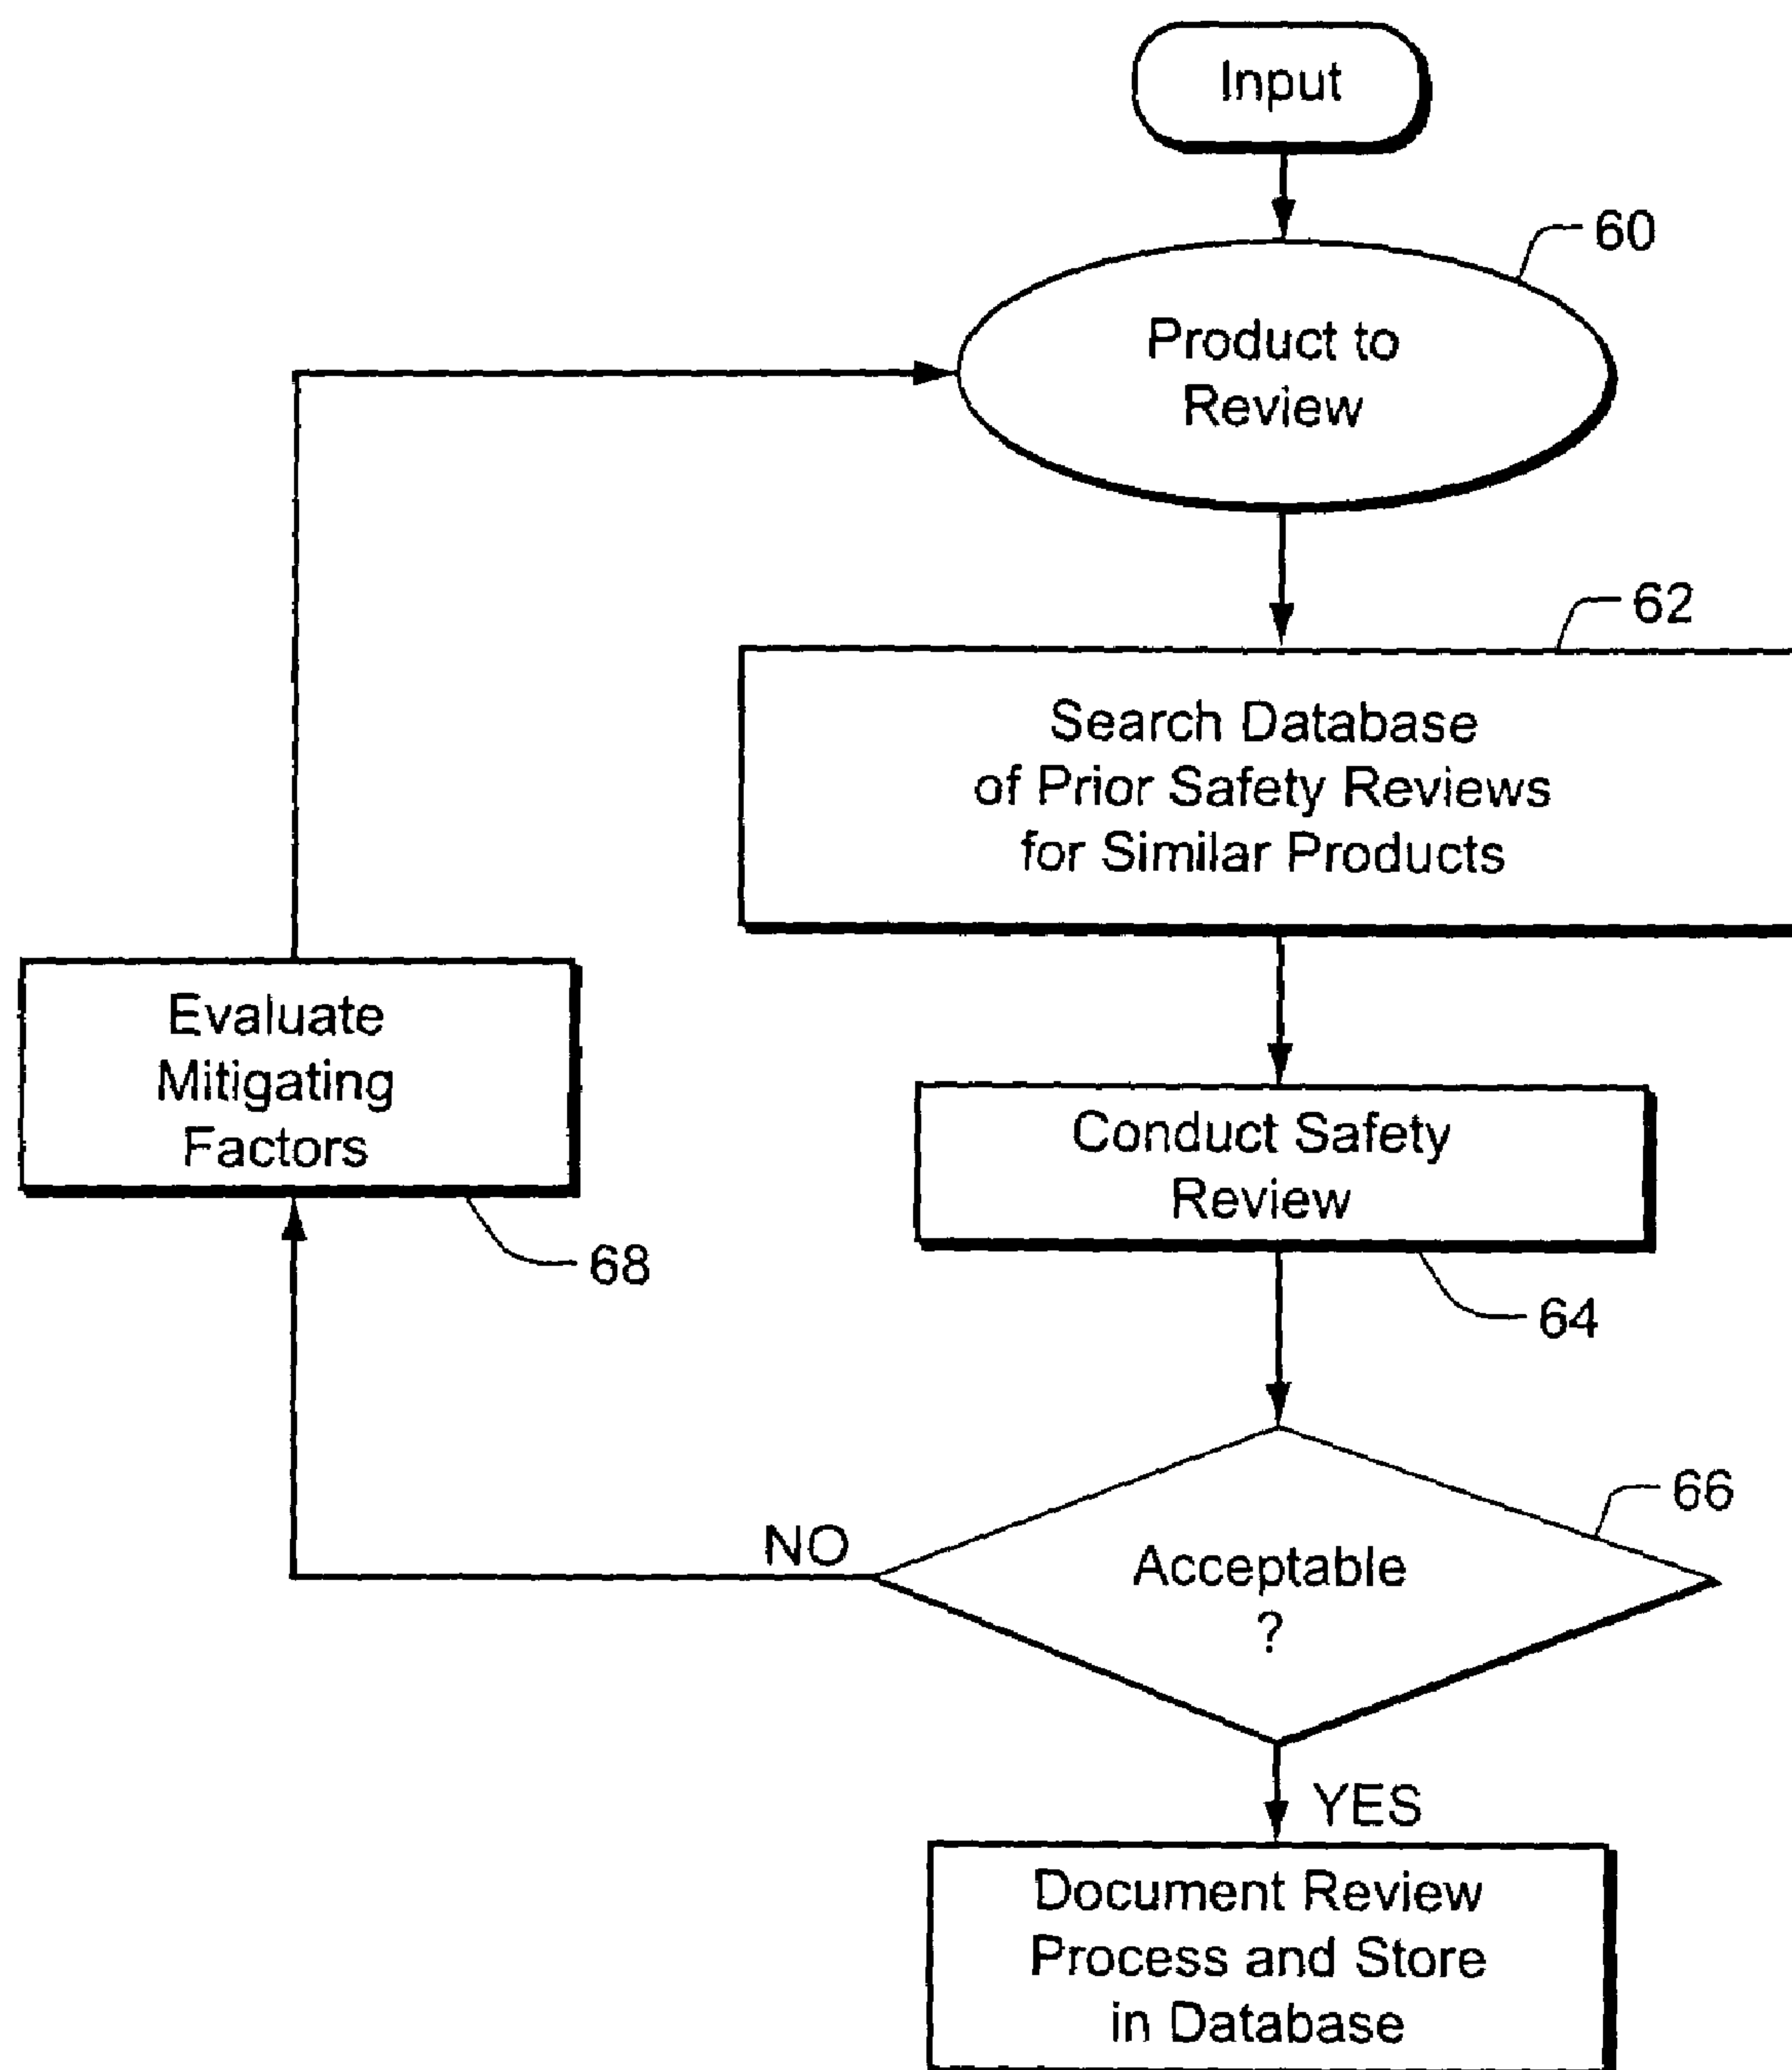 Input
60
Product to
Review
62
Search Database
of Prior Safety Reviews
for Similar Products
Evaluate
Mitigating
Factors
68
Conduct Safety
Review
64
66
NO
Acceptable
?
YES
Document Review
Process and Store
in Database